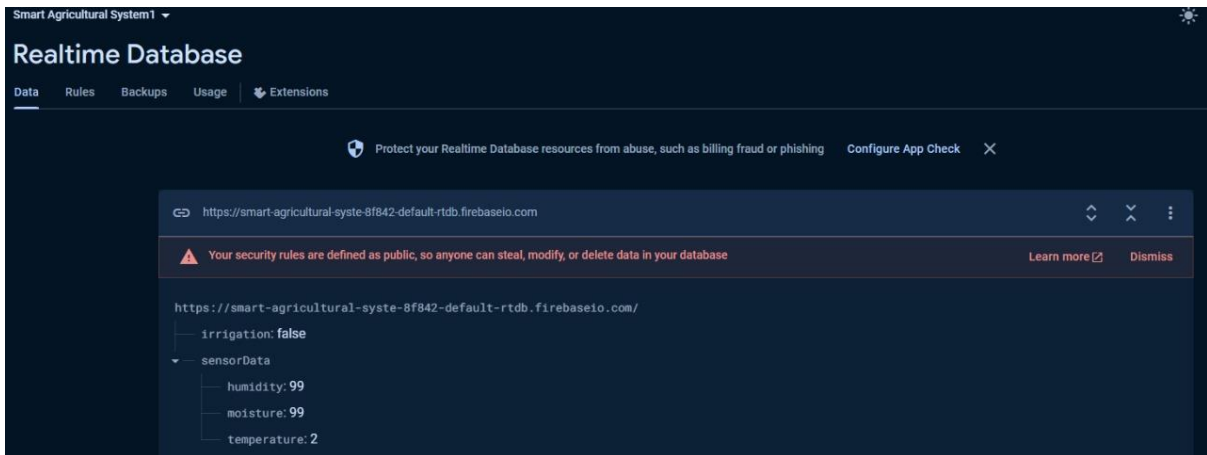 Smart Agricultural System1
Realtime Database
Data Rules Backups Usage Extensions
Protect your Realtime Database resources from abuse, such as billing fraud or phishing Configure App Check
https://smart-agricultural-syste-8f842-default-rtdb.firebaseio.com
Your security rules are defined as public, so anyone can steal, modify, or delete data in your database Learn more Dismiss
https://smart-agricultural-syste-8f842-default-rtdb.firebaseio.com/
irrigation: false
sensorData
humidity: 99
moisture: 99
temperature: 2